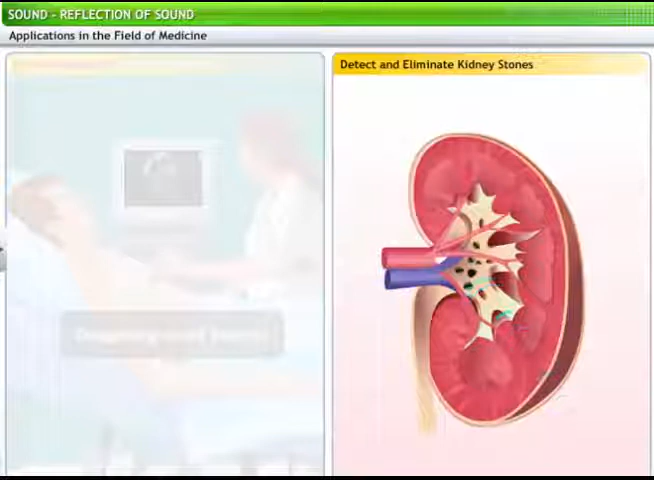 SOUND - REFLECTION OF SOUND
Applications in the Field of Medicine
Detect and Eliminate Kidney Stones